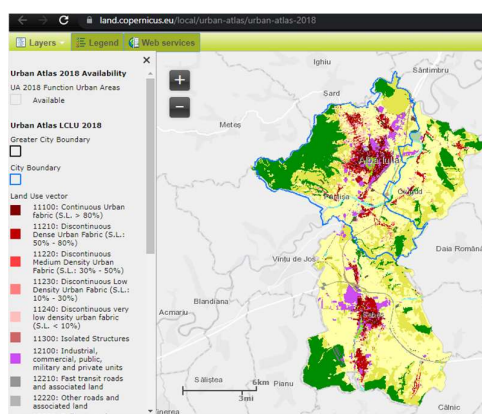 land.copernicus.eu/local/urban-atlas/urban-atlas-2018
Layers Legend Web services
Urban Atlas 2018 Availability
UA 2018 Function Urban Areas
Available
Urban Atlas LCLU 2018
Greater City Boundary
City Boundary
Land Use vector
11100: Continuous Urban
fabric (S.L. > 80%)
11210: Discontinuous
Dense Urban Fabric (S.L.:
50% - 80%)
11220: Discontinuous
Medium Density Urban
Fabric (S.L.: 30% - 50%)
11230: Discontinuous Low
Density Urban Fabric (S.L.:
10% - 30%)
11240: Discontinuous very
low density urban fabric
(S.L. < 10%)
11300: Isolated Structures
12100: Industrial,
commercial, public,
military and private units
12210: Fast transit roads
and associated land
12220: Other roads and
associated land
Ighiu
Sântimbru
Șard
Meteș
Alba Iulia
Pâclișa
Ciugud
Daia Română
Vințu de Jos
Blandiana
Acmariu
Sebeș
Săliștea
Pianu
6km
3mi
Câlnic